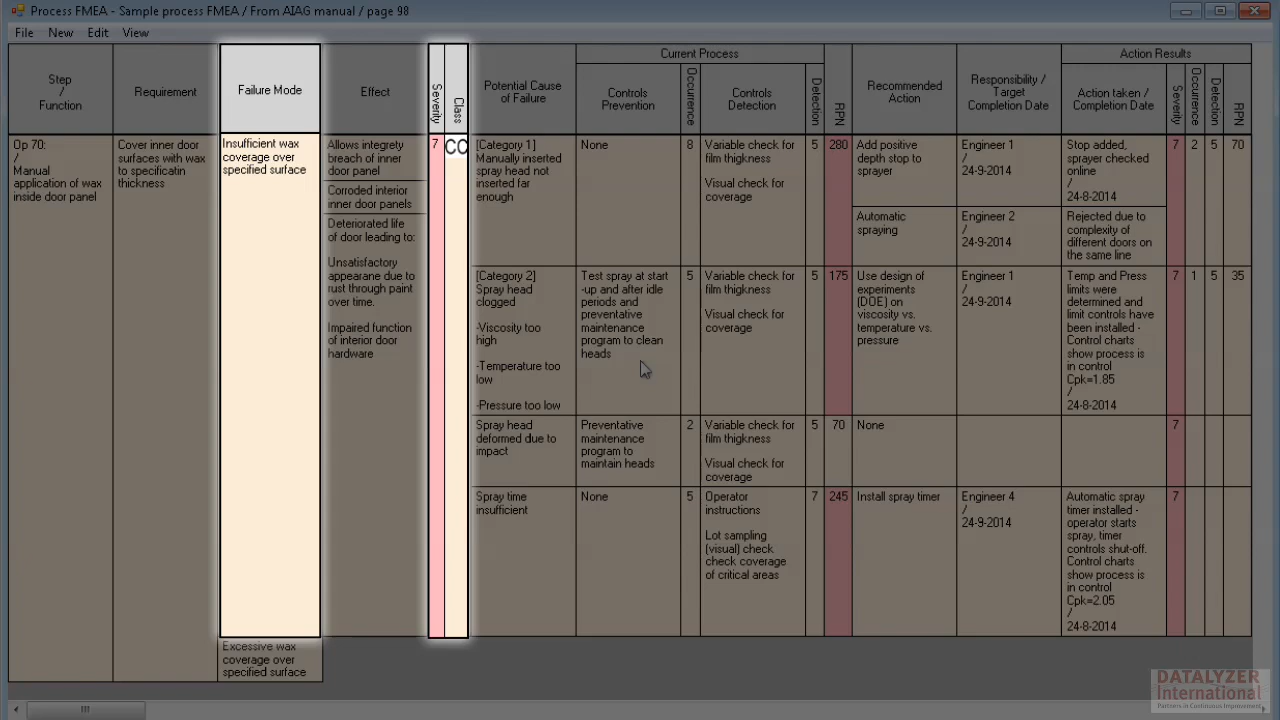 Process FMEA - Sample process FMEA / From AIAG manual / page 98
File New Edit View
Step
/
Function
Requirement
Failure Mode
Effect
Severity
Class
Potential Cause
of Failure
Current Process
Controls
Prevention
Occurrence
Controls
Detection
Detection
RPN
Recommended
Action
Responsibility /
Target
Completion Date
Action Results
Action taken /
Completion Date
Severity
Occurrence
Detection
RPN
Op 70:
/
Manual
application of wax
inside door panel
Cover inner door
surfaces with wax
to specificatin
thickness
Insufficient wax
coverage over
specified surface
Allows integrety
breach of inner
door panel
Corroded interior
inner door panels
Deteriorated life
of door leading to:
Unsatisfactory
appearane due to
rust through paint
over time.
Impaired function
of interior door
hardware
7
CC
[Category 1]
Manually inserted
spray head not
inserted far
enough
None
8
Variable check for
film thickness
Visual check for
coverage
5
280
Add positive
depth stop to
sprayer
Engineer 1
/
24-9-2014
Stop added,
sprayer checked
online
/
24-8-2014
7
2
5
70
Automatic
spraying
Engineer 2
/
24-9-2014
Rejected due to
complexity of
different doors on
the same line
[Category 2]
Spray head
clogged
-Viscosity too
high
-Temperature too
low
-Pressure too low
Test spray at start
-up and after idle
periods and
preventative
maintenance
program to clean
heads
5
Variable check for
film thickness
Visual check for
coverage
5
175
Use design of
experiments
(DOE) on
viscosity vs.
temperature vs.
pressure
Engineer 1
/
24-9-2014
Temp and Press
limits were
determined and
limit controls have
been installed -
Control charts
show process is
in control
Cpk=1.85
/
24-8-2014
7
1
5
35
Spray head
deformed due to
impact
Preventative
maintenance
program to
maintain heads
2
Variable check for
film thickness
Visual check for
coverage
5
70
None
7
Spray time
insufficient
None
5
Operator
instructions
Lot sampling
(visual) check
check coverage
of critical areas
7
245
Install spray timer
Engineer 4
/
24-9-2014
Automatic spray
timer installed -
operator starts
spray, timer
controls shut-off.
Control charts
show process is
in control
Cpk=2.05
/
24-8-2014
7
Excessive wax
coverage over
specified surface
DATALYZER
International
Partners in Continuous Improvement